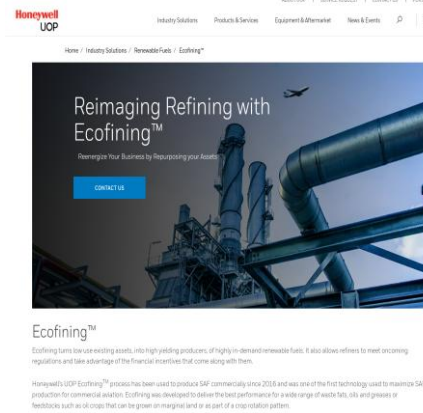 Honeywell
UOP
Industry Solutions Products & Services Equipment & Aftermarket News & Events
Home / Industry Solutions / Renewable Fuels / Ecofining™
Reimaging Refining with
Ecofining™
Reenergize Your Business by Repurposing your Assets
CONTACT US
Ecofining™
Ecofining turns low use existing assets, into high yielding producers, of highly in-demand renewable fuels. It also allows refiners to meet oncoming
regulations and take advantage of the financial incentives that come along with them.
Honeywell's UOP Ecofining™ process has been used to produce SAF commercially since 2016 and was one of the first technology used to maximize SAF
production for commercial aviation. Ecofining was developed to deliver the best performance for a wide range of waste fats, oils and greases or
feedstocks such as oil crops that can be grown on marginal land or as part of a crop rotation pattern.